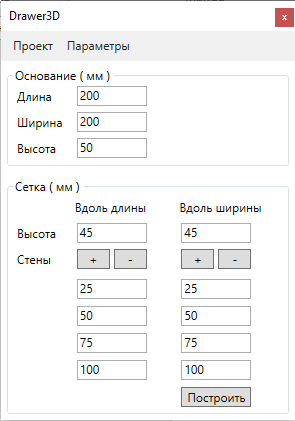 Drawer3D x
Проект Параметры
Основание ( мм )
Длина 200
Ширина 200
Высота 50
Сетка ( мм )
Вдоль длины Вдоль ширины
Высота 45 45
Стены + - + -
25 25
50 50
75 75
100 100
Построить